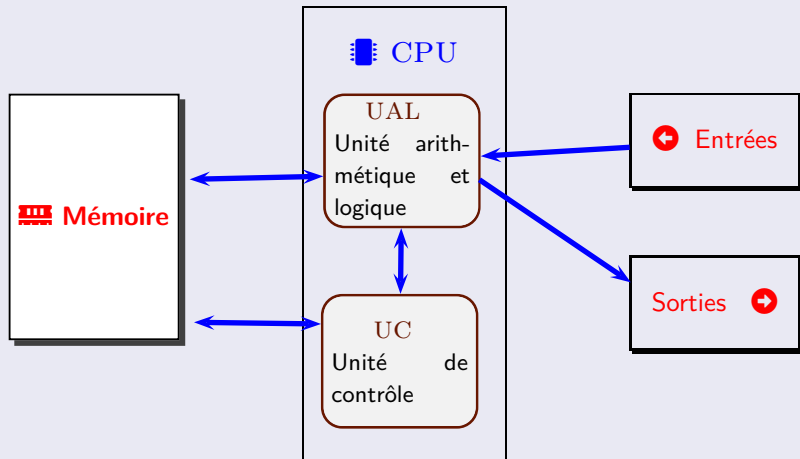 CPU
UAL
Unité arith-
métique et
logique
Mémoire
Entrées
Sorties
UC
Unité de
contrôle